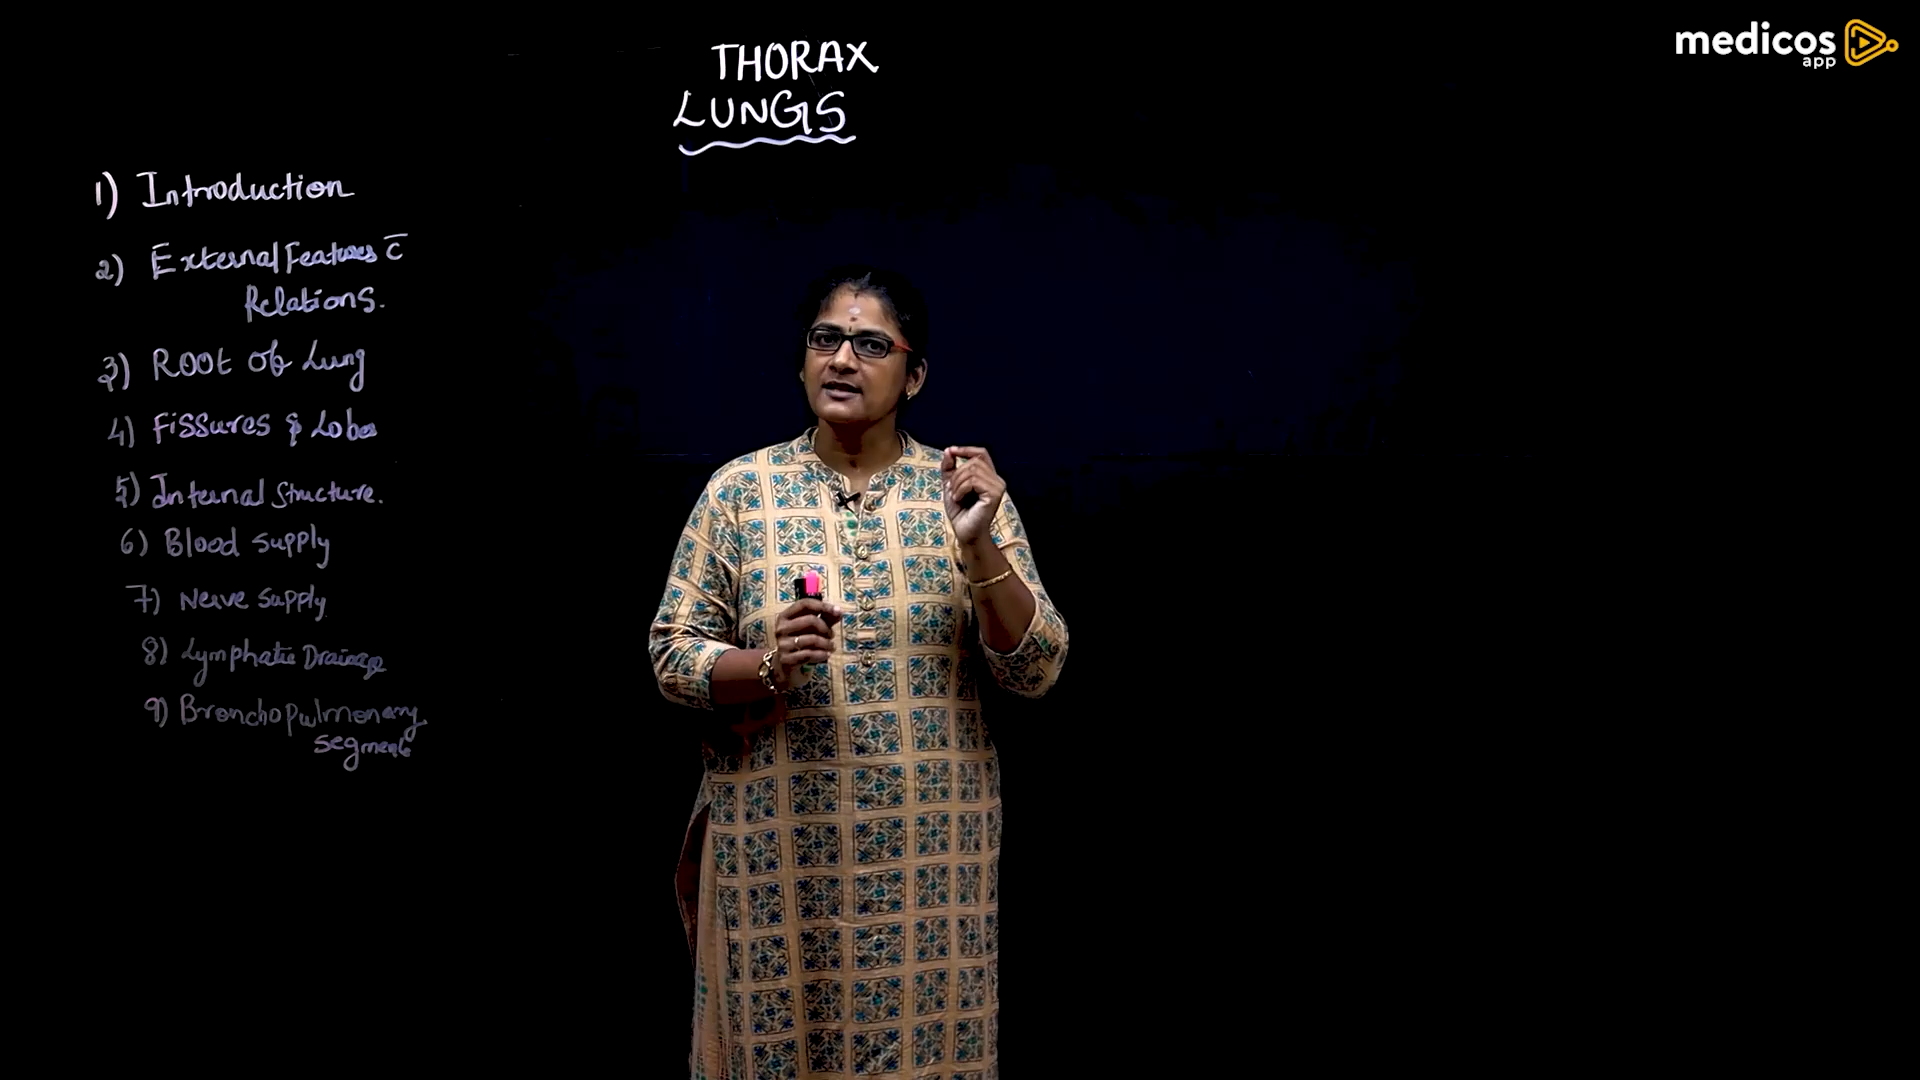 THORAX
LUNGS
medicos
app
1) Introduction
2) External Features c̄
Relations.
3) Root of Lung
4) Fissures & Lobes
5) Internal Structure.
6) Blood Supply
7) Nerve Supply
8) Lymphatic Drainage
9) Bronchopulmonary
segments